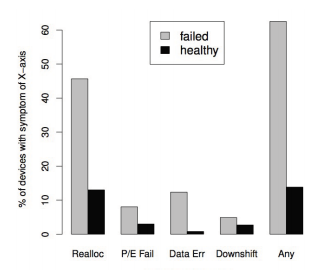 failed
healthy
% of devices with symptom of X-axis
60
50
40
30
20
10
0
Realloc P/E Fail Data Err Downshift Any